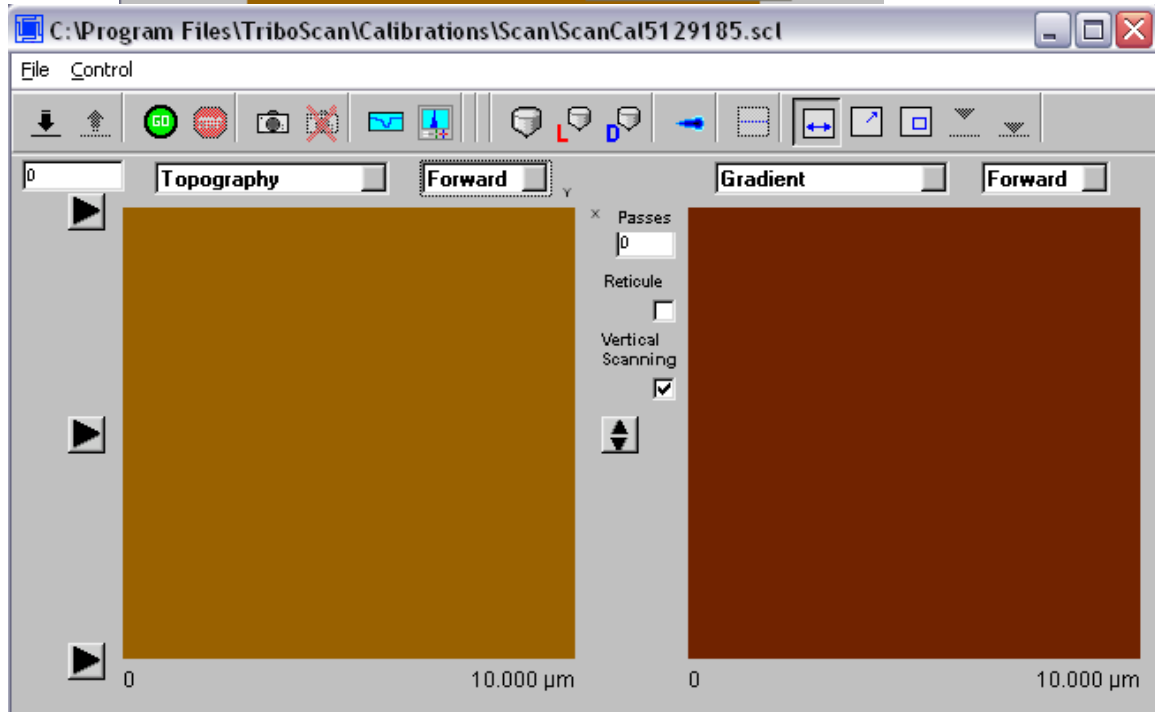 C:\Program Files\TriboScan\Calibrations\Scan\ScanCal5129185.scl
File Control
GO STOP L D
0 Topography Forward Y Gradient Forward
X Passes
0
Reticule
Vertical
Scanning
0 10.000 µm 0 10.000 µm